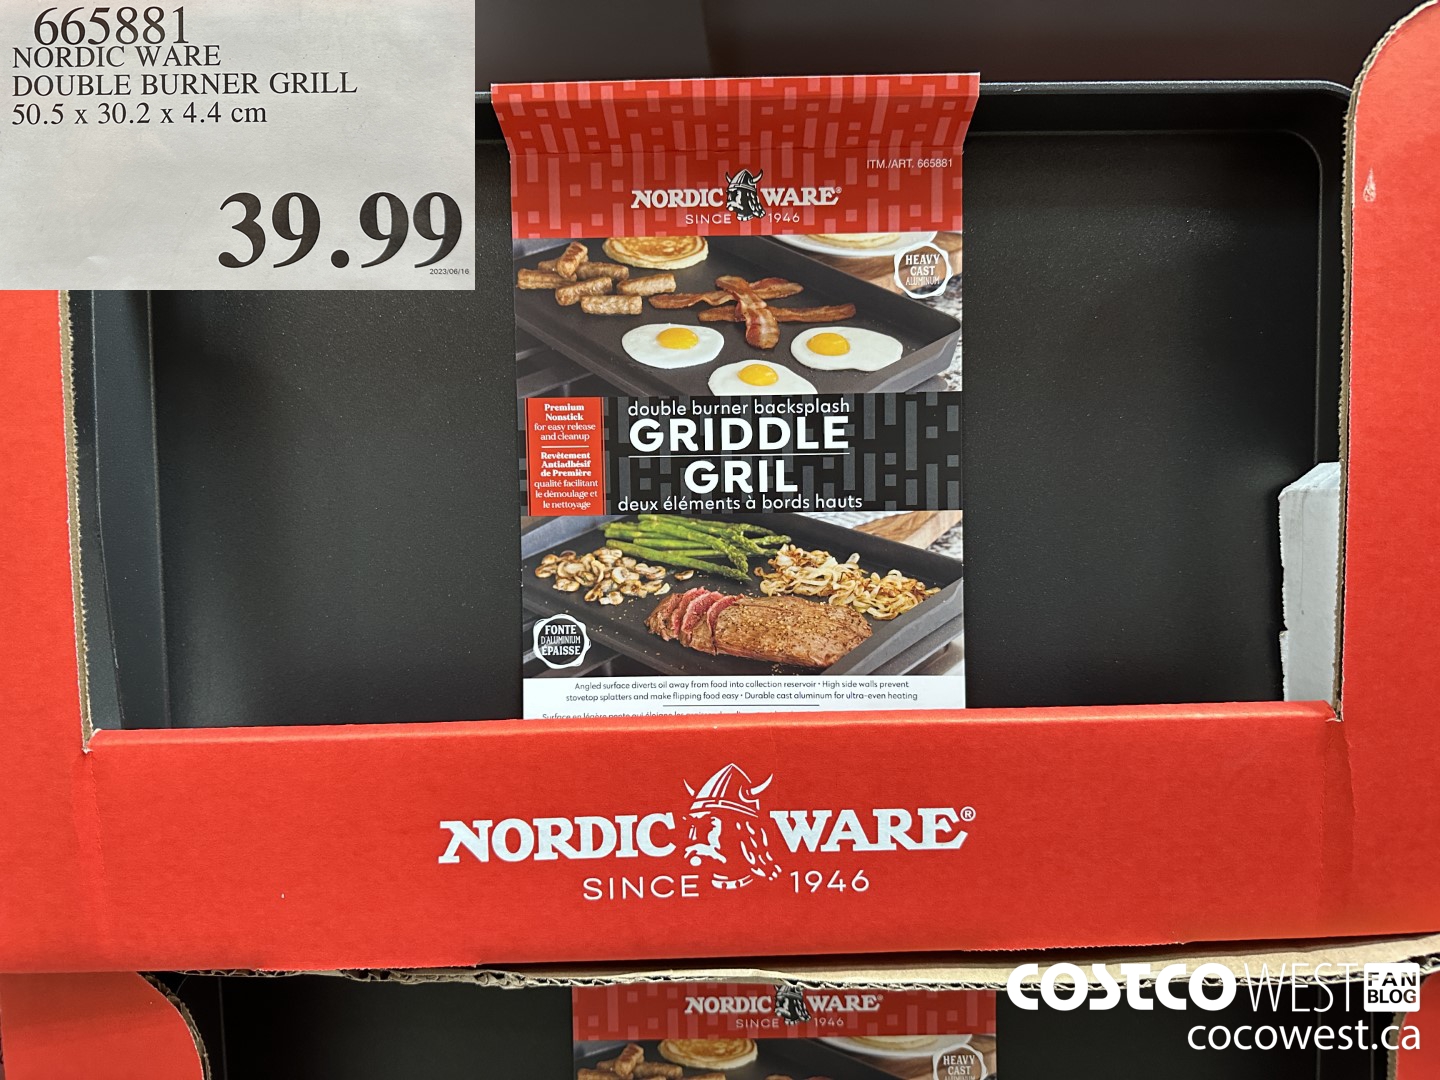 665881
NORDIC WARE
DOUBLE BURNER GRILL
50.5 x 30.2 x 4.4 cm
39.99
2023/06/16
ITM./ART. 665881
NORDIC WARE®
SINCE 1946
HEAVY
CAST
ALUMINUM
Premium
Nonstick
for easy release
and cleanup
Revêtement
Antiadhésif
de Première
qualité facilitant
le démoulage et
le nettoyage
double burner backsplash
GRIDDLE
GRIL
deux éléments à bords hauts
FONTE
D'ALUMINIUM
ÉPAISSE
Angled surface diverts oil away from food into collection reservoir • High side walls prevent
stovetop splatters and make flipping food easy • Durable cast aluminum for ultra-even heating
NORDIC WARE®
SINCE 1946
NORDIC WARE®
SINCE 1946
HEAVY
CAST
COSTCO WEST FAN BLOG
cocowest.ca